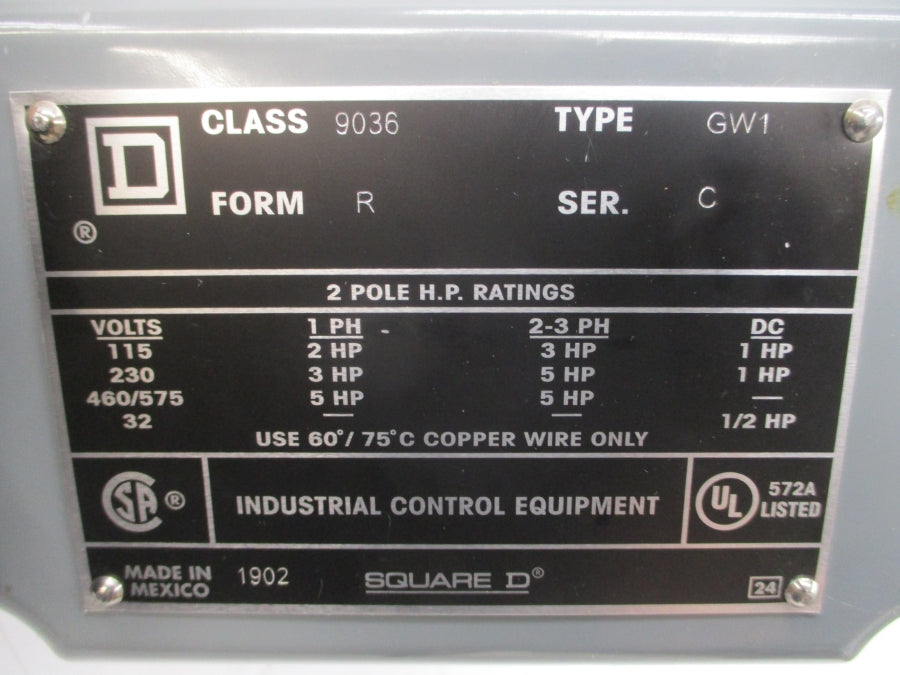 D CLASS 9036 TYPE GW1
® FORM R SER. C
2 POLE H.P. RATINGS
VOLTS 1 PH 2-3 PH DC
115 2 HP 3 HP 1 HP
230 3 HP 5 HP 1 HP
460/575 5 HP 5 HP —
32 — — 1/2 HP
USE 60°/ 75°C COPPER WIRE ONLY
SA ® INDUSTRIAL CONTROL EQUIPMENT UL 572A LISTED
MADE IN MEXICO 1902 SQUARE D® 24